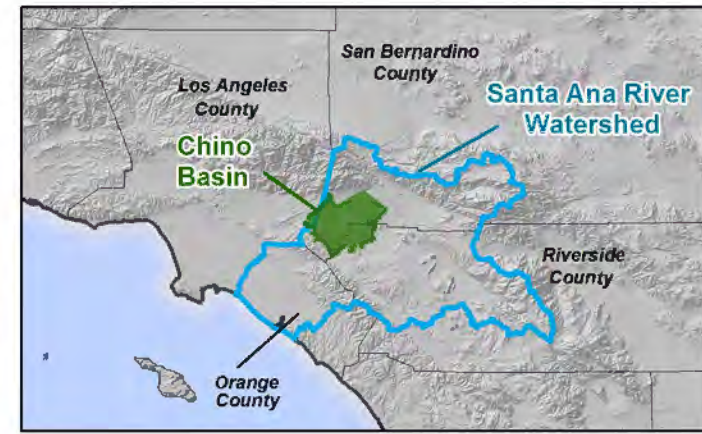 San Bernardino
County
Los Angeles
County
Santa Ana River
Watershed
Chino
Basin
Riverside
County
Orange
County